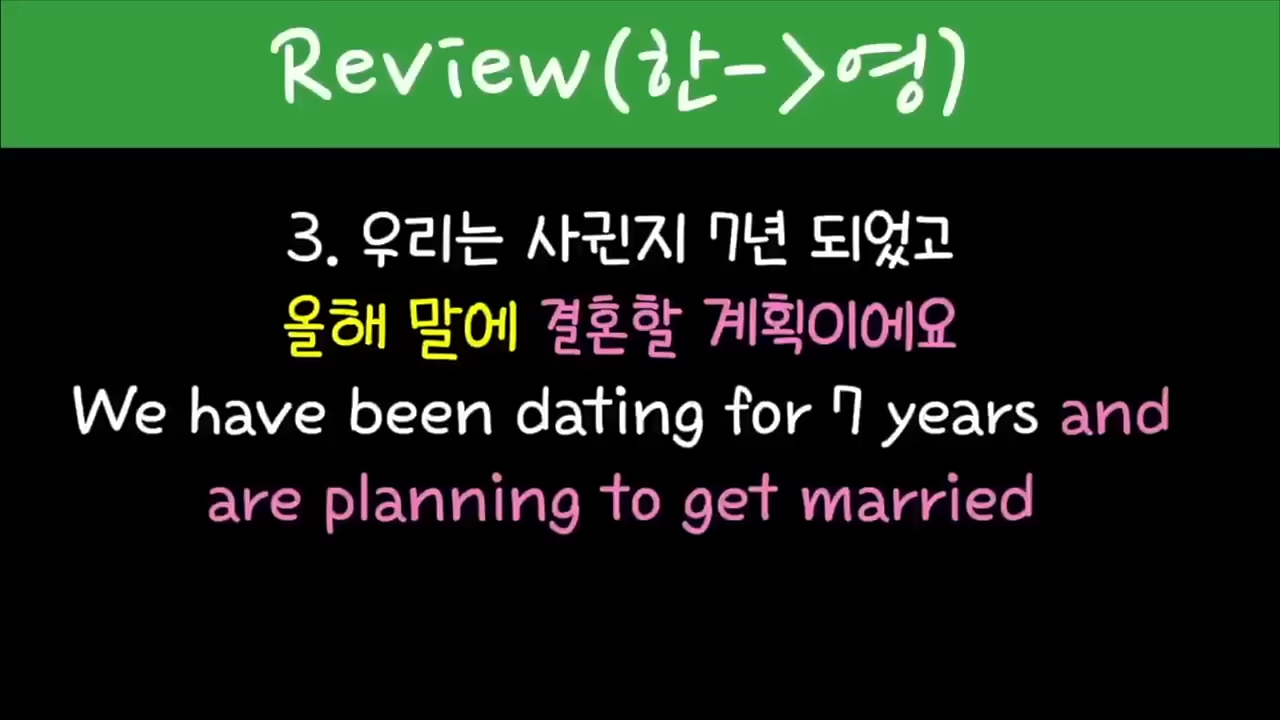 Review(한->영)
3. 우리는 사귄지 7년 되었고
올해 말에 결혼할 계획이에요
We have been dating for 7 years and
are planning to get married